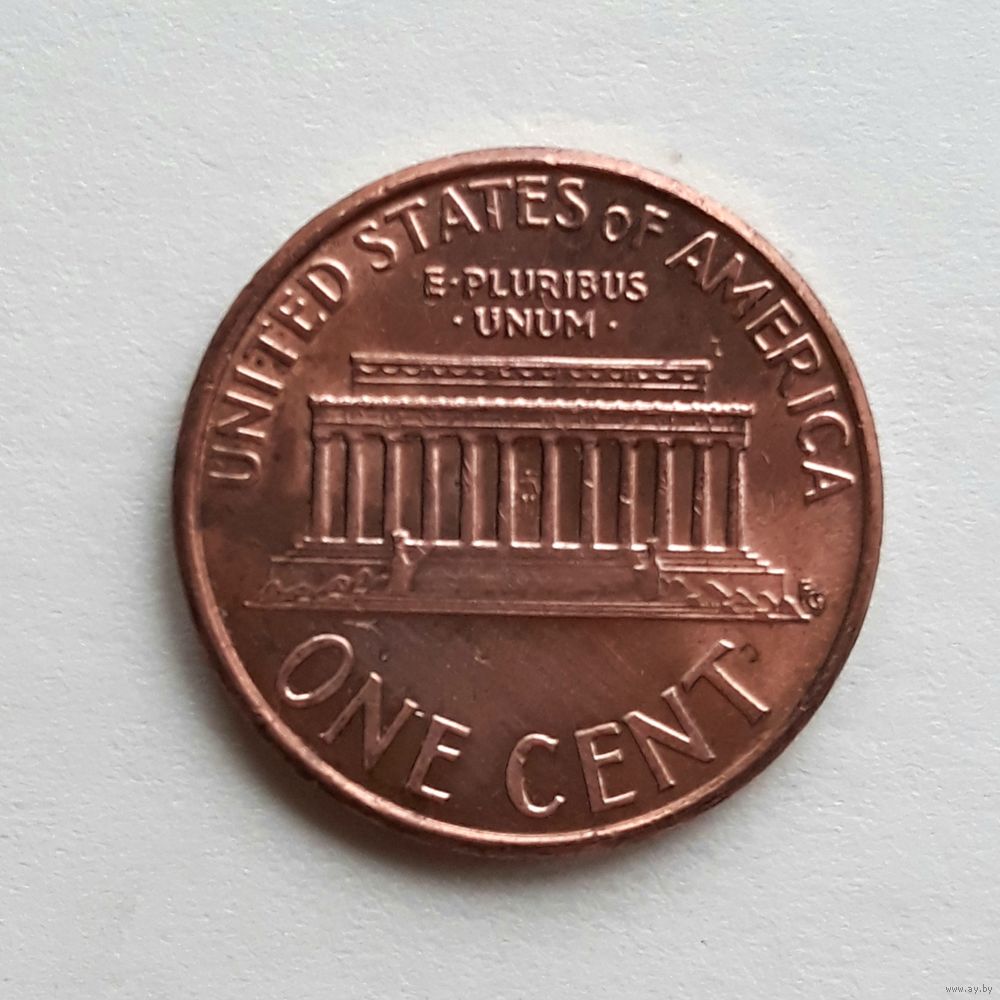 UNITED STATES OF AMERICA
E·PLURIBUS
·UNUM·
ONE CENT
www.ay.by